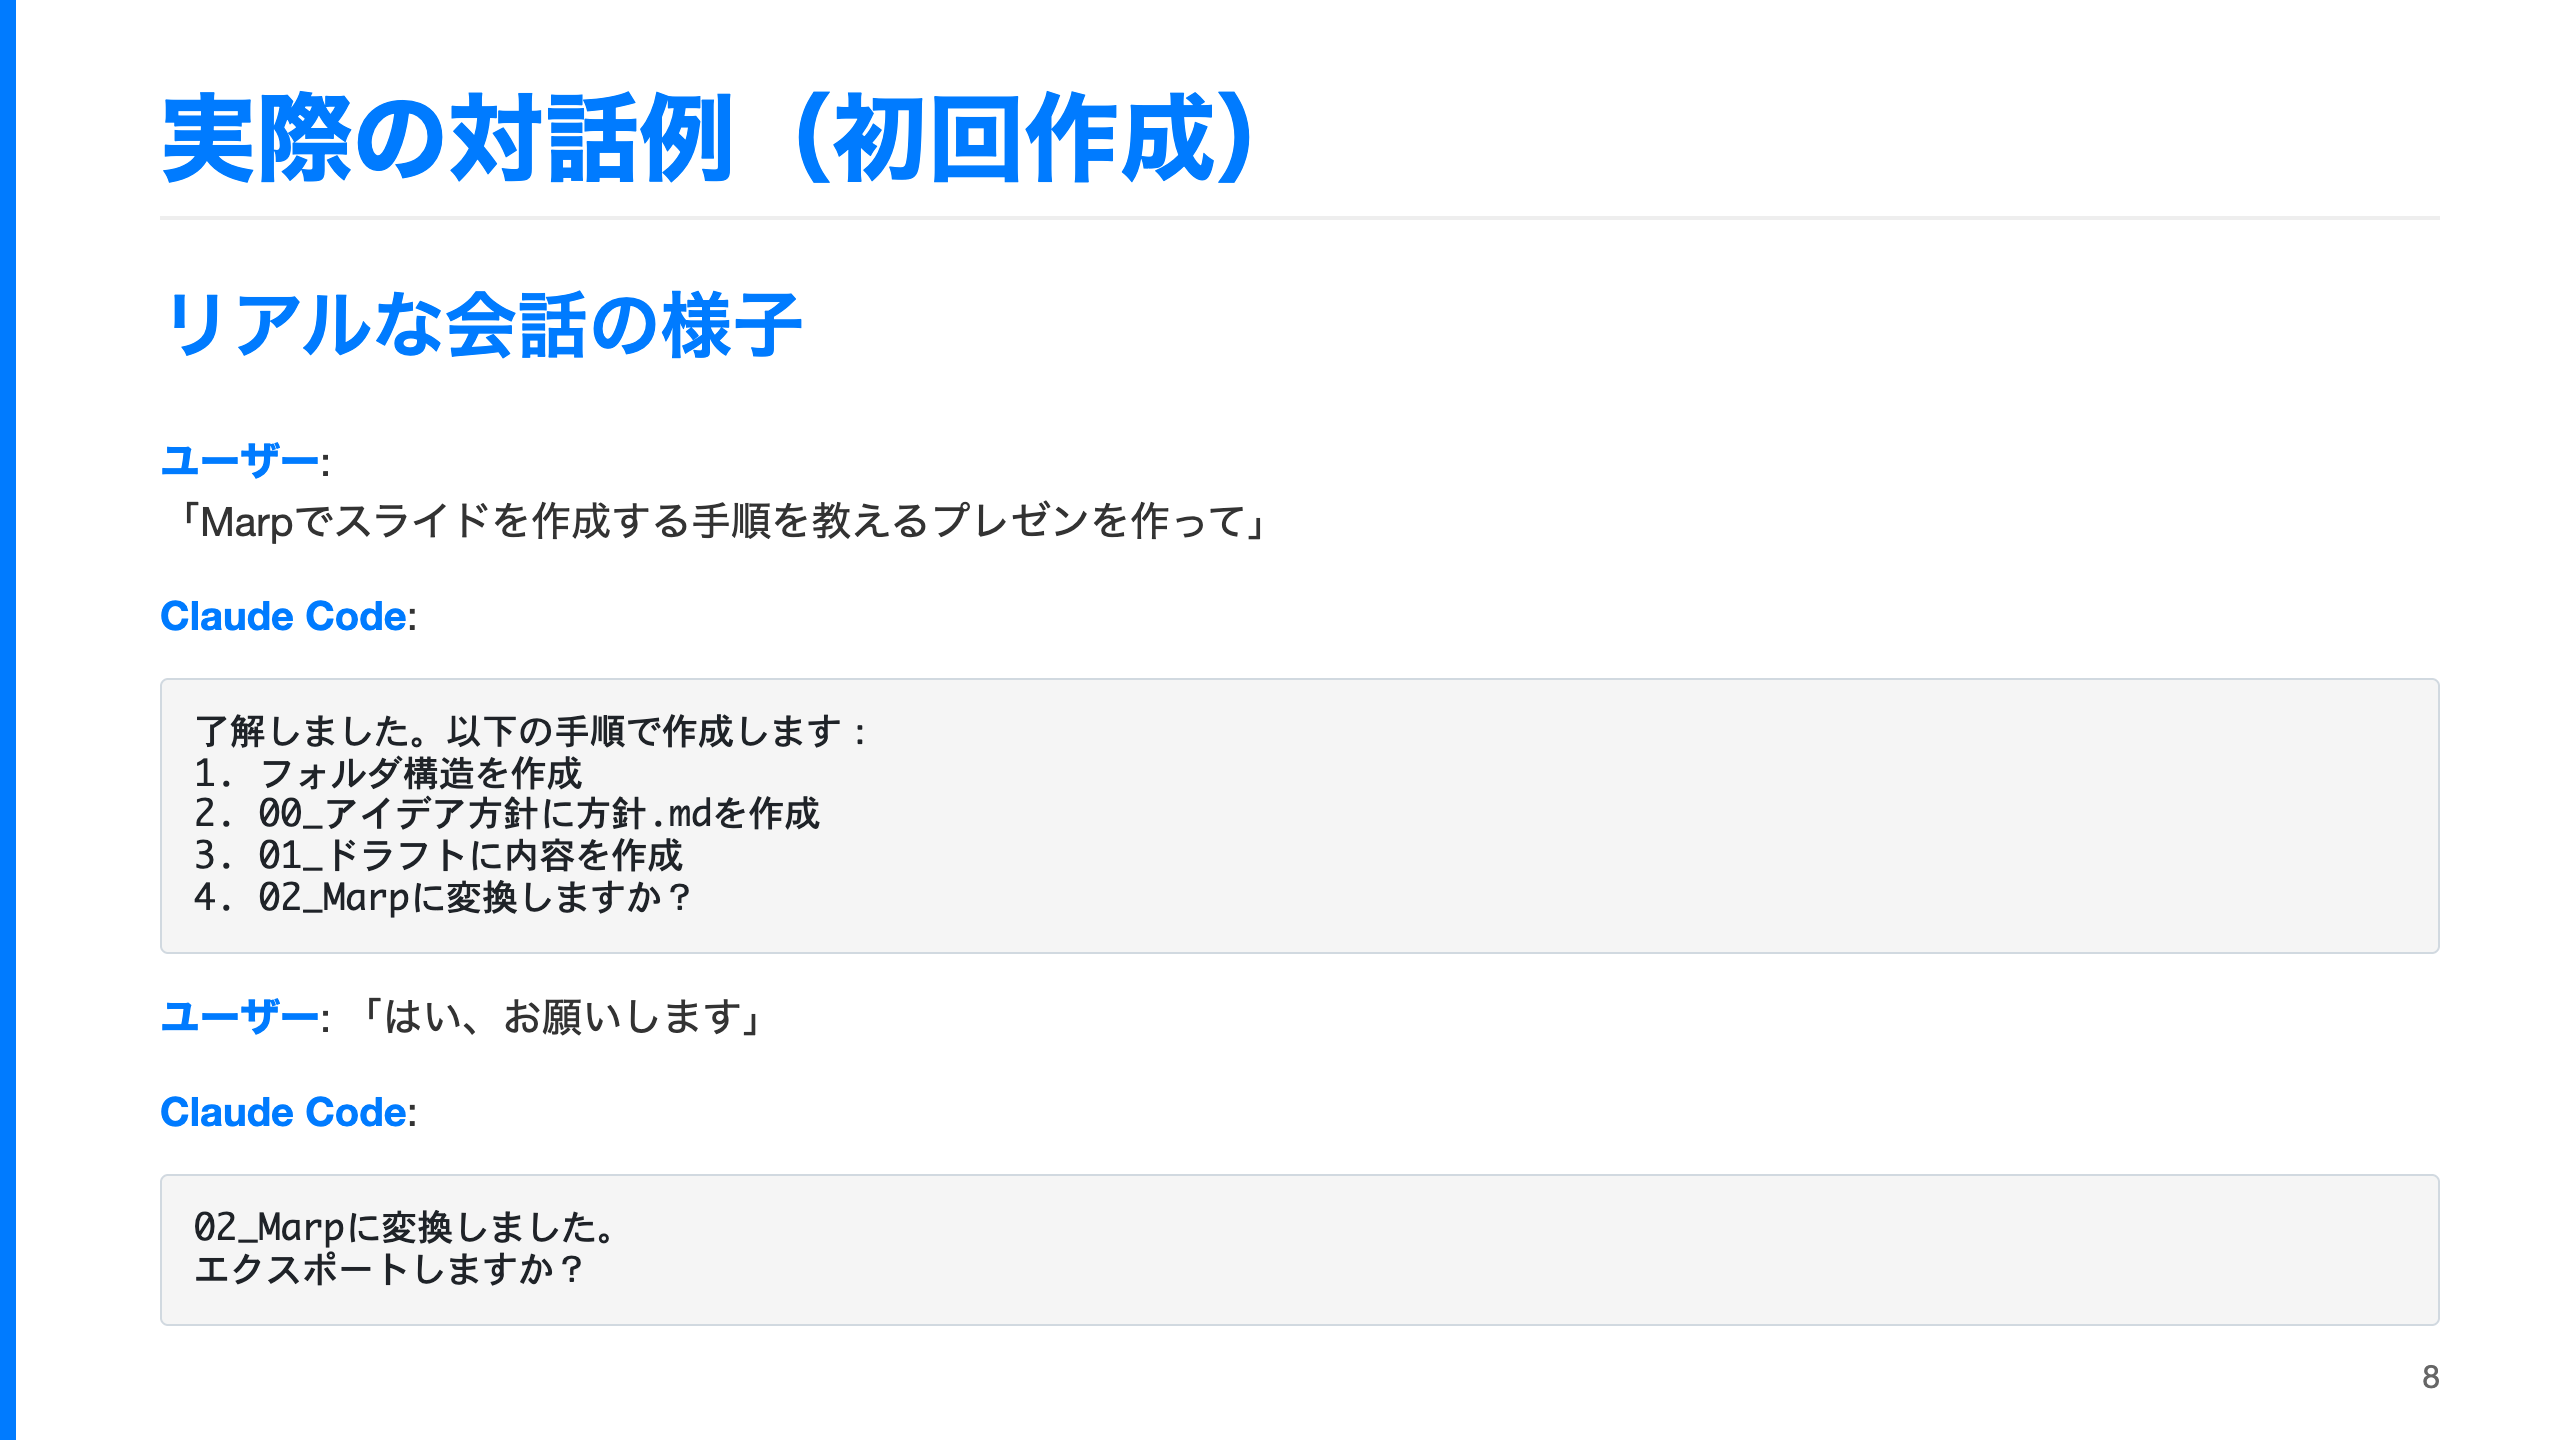 実際の対話例（初回作成）
リアルな会話の様子
ユーザー:
「Marpでスライドを作成する手順を教えるプレゼンを作って」
Claude Code:
了解しました。以下の手順で作成します：
1. フォルダ構造を作成
2. 00_アイデア方針に方針.mdを作成
3. 01_ドラフトに内容を作成
4. 02_Marpに変換しますか？
ユーザー: 「はい、お願いします」
Claude Code:
02_Marpに変換しました。
エクスポートしますか？
8